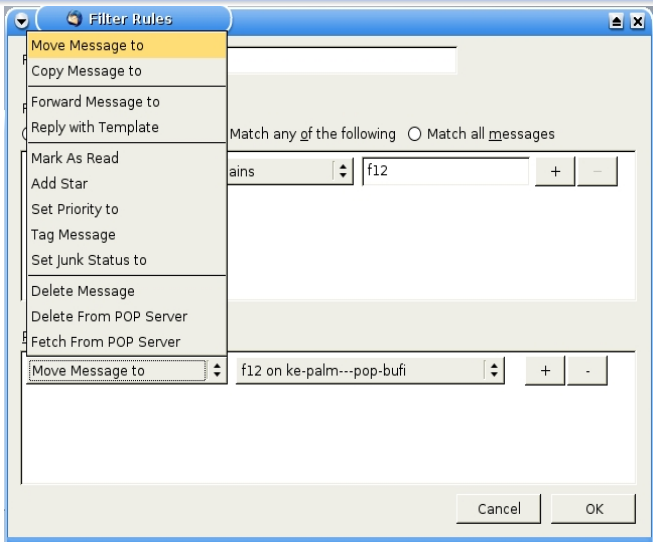 Filter Rules
Move Message to
Copy Message to
Forward Message to
Reply with Template
Match any of the following Match all messages
Mark As Read
ains f12 + −
Add Star
Set Priority to
Tag Message
Set Junk Status to
Delete Message
Delete From POP Server
Fetch From POP Server
Move Message to f12 on ke-palm---pop-bufi + -
Cancel OK